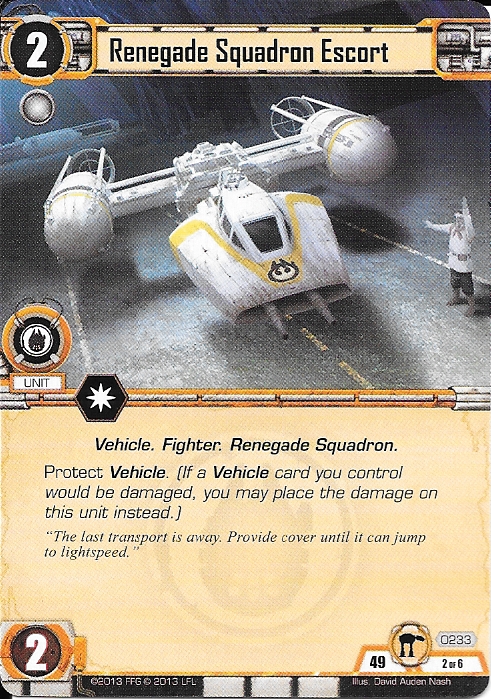 2
Renegade Squadron Escort
UNIT
Vehicle. Fighter. Renegade Squadron.
Protect Vehicle. (If a Vehicle card you control
would be damaged, you may place the damage on
this unit instead.)
"The last transport is away. Provide cover until it can jump
to lightspeed."
2
0233
49
2 OF 6
©2013 FFG © 2013 LFL
Illus. David Auden Nash